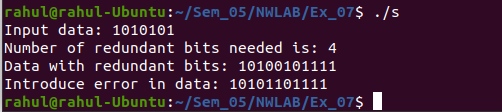 rahul@rahul-Ubuntu:~/Sem_05/NWLAB/Ex_07$ ./s
Input data: 1010101
Number of redundant bits needed is: 4
Data with redundant bits: 10100101111
Introduce error in data: 10101101111
rahul@rahul-Ubuntu:~/Sem_05/NWLAB/Ex_07$